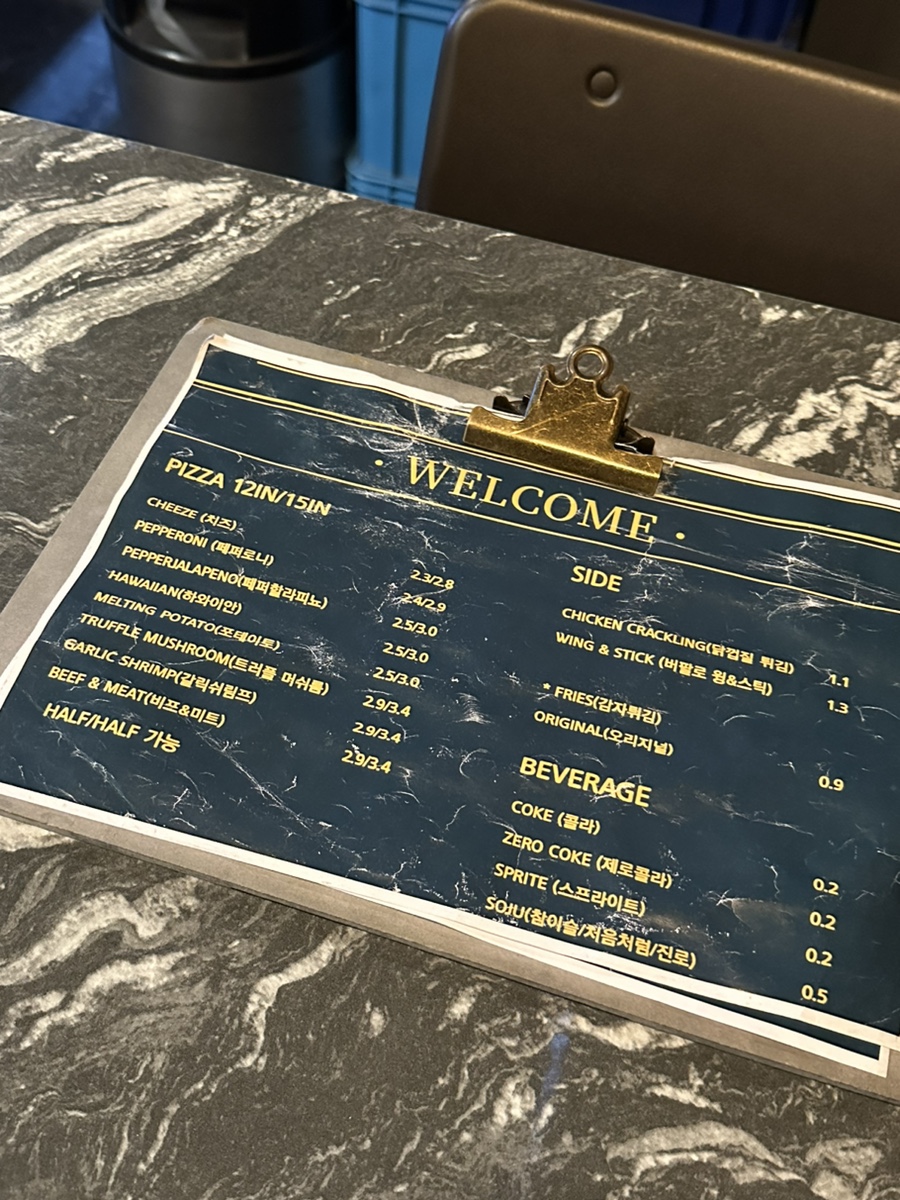 WELCOME
PIZZA 12IN/15IN
CHEEZE (치즈) 2.3/2.8
PEPPERONI (페퍼로니) 2.4/2.9
PEPPERJALAPENO(페퍼할라피뇨) 2.5/3.0
HAWAIIAN(하와이안) 2.5/3.0
MELTING POTATO(포테이토) 2.5/3.0
TRUFFLE MUSHROOM(트러플 머쉬룸) 2.9/3.4
GARLIC SHRIMP(갈릭쉬림프) 2.9/3.4
BEEF & MEAT(비프&미트) 2.9/3.4
HALF/HALF 가능
SIDE
CHICKEN CRACKLING(닭껍질 튀김) 1.1
WING & STICK (버팔로 윙&스틱) 1.3
* FRIES(감자튀김)
ORIGINAL(오리지널) 0.9
BEVERAGE
COKE (콜라) 0.2
ZERO COKE (제로콜라) 0.2
SPRITE (스프라이트) 0.2
SOJU(참이슬/처음처럼/진로) 0.5